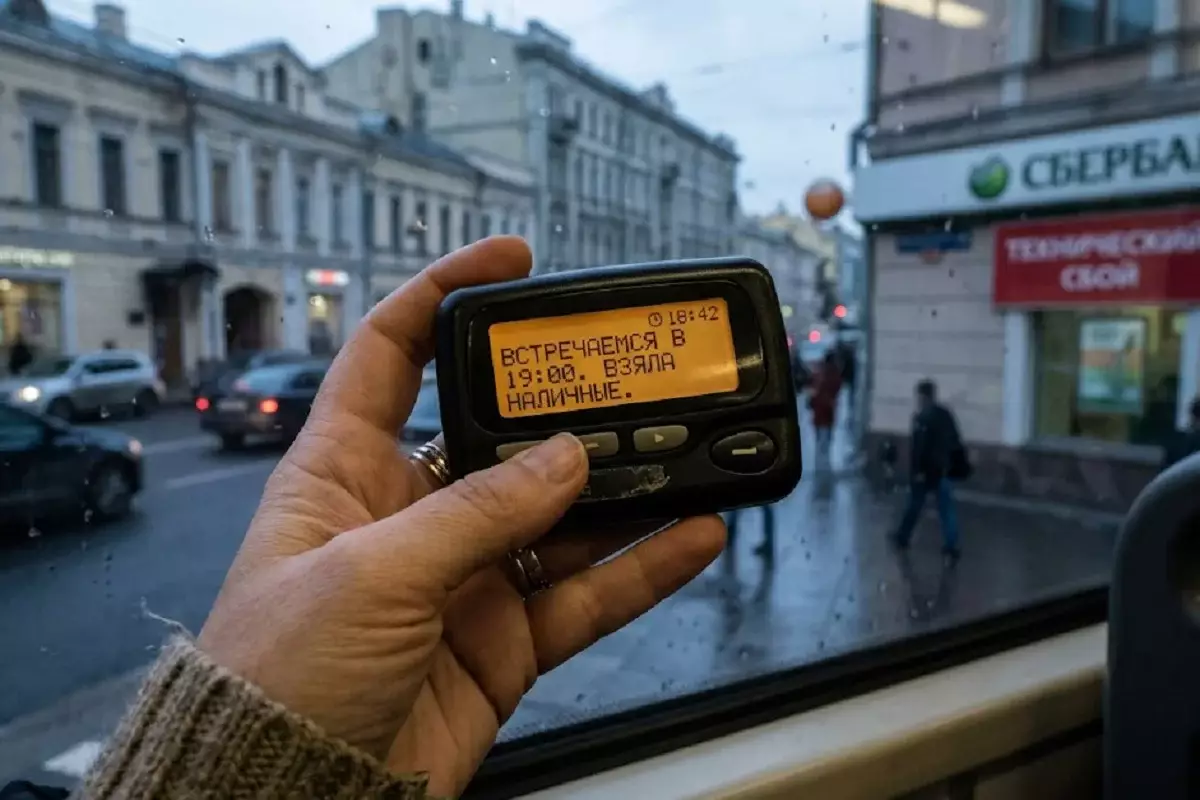 18:42
ВСТРЕЧАЕМСЯ В
19:00. ВЗЯЛА
НАЛИЧНЫЕ.
СБЕРБА
ТЕХНИЧЕСКИЙ
СБОЙ